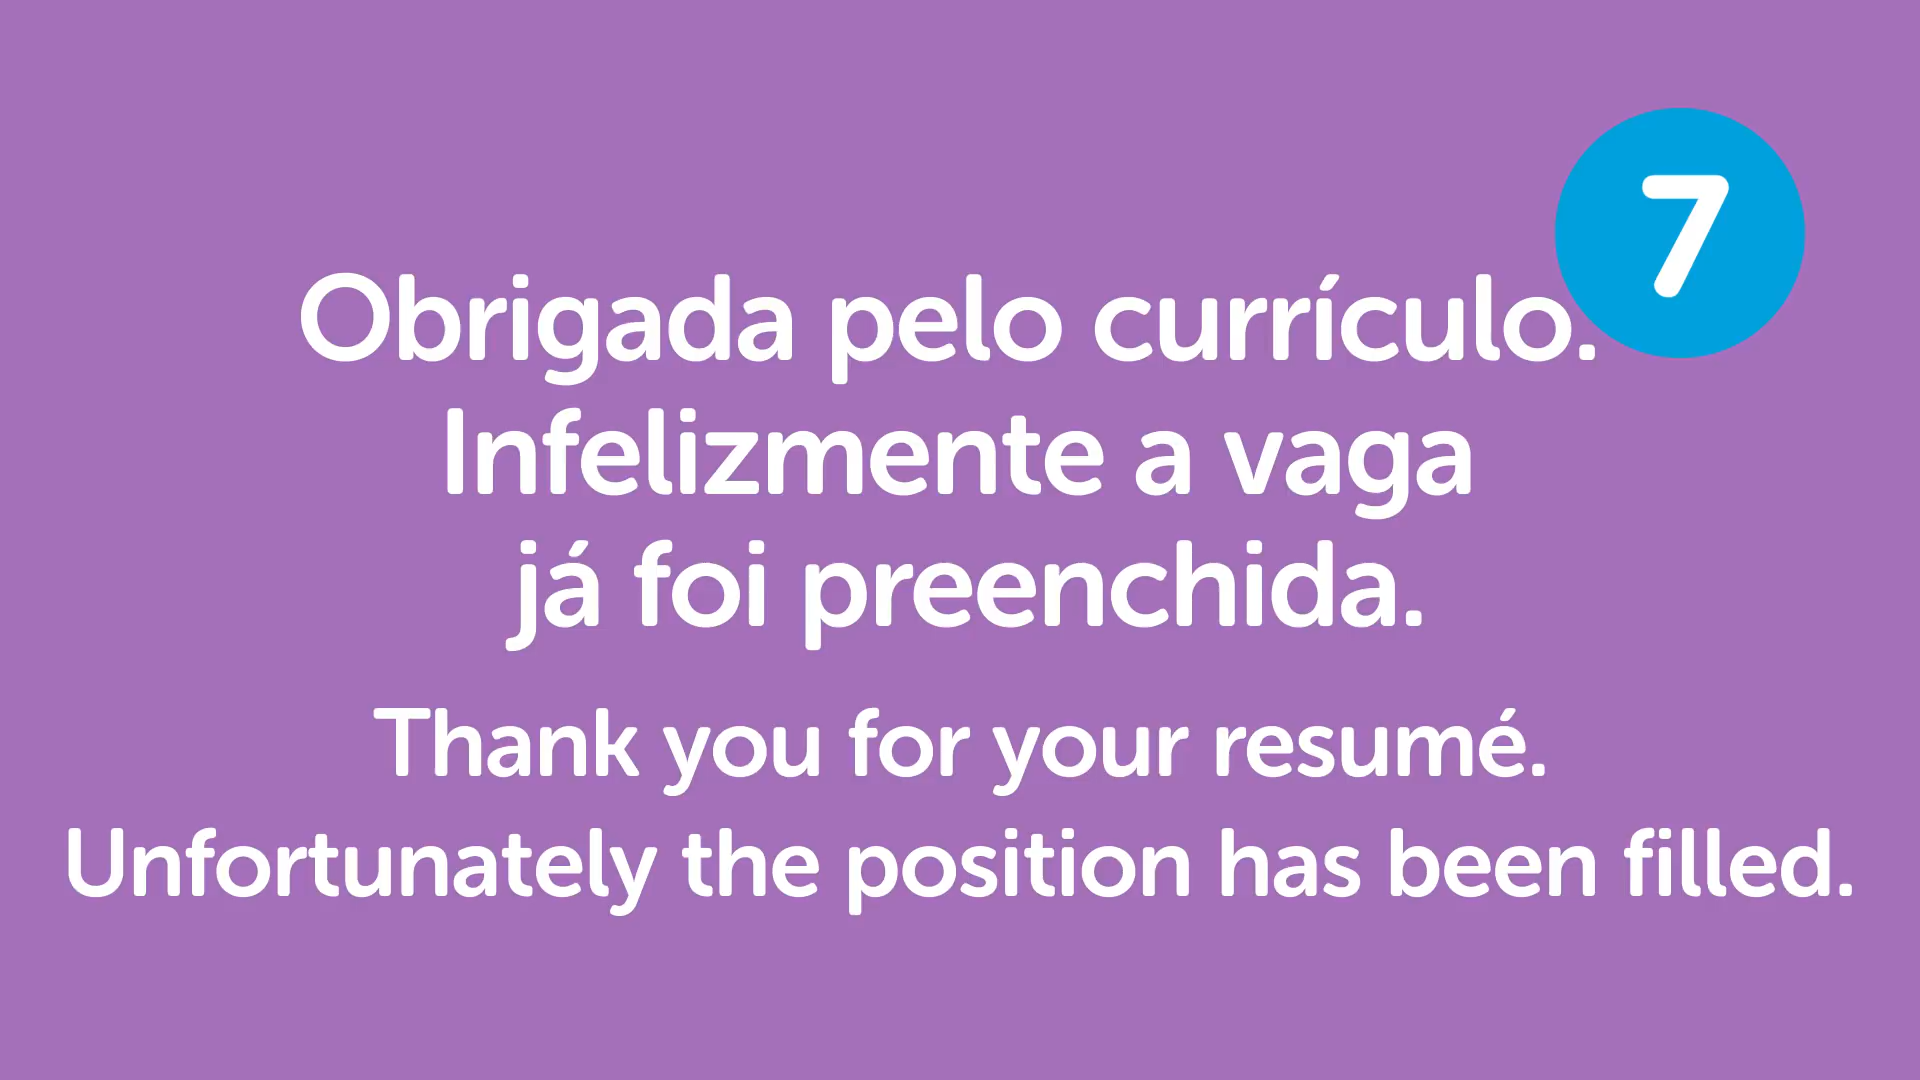 7
Obrigada pelo currículo.
Infelizmente a vaga
já foi preenchida.
Thank you for your resumé.
Unfortunately the position has been filled.